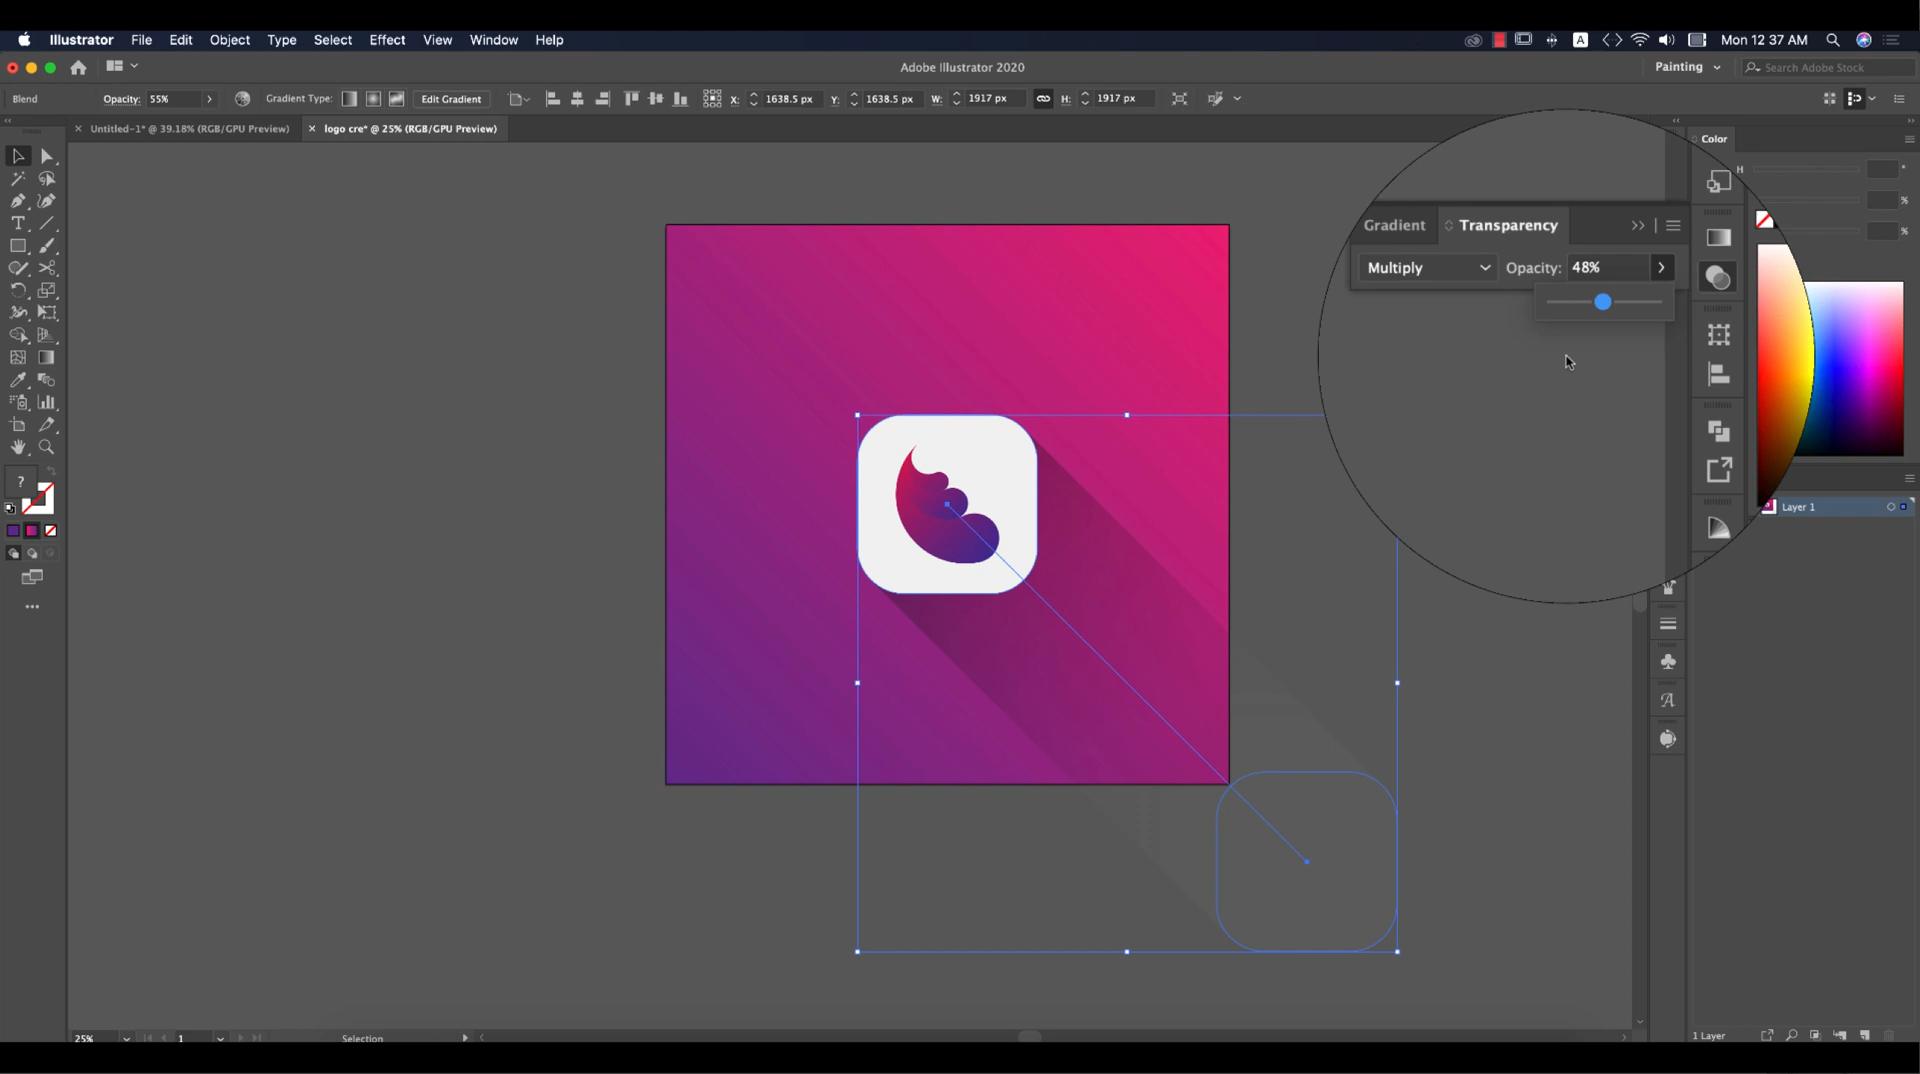 Illustrator File Edit Object Type Select Effect View Window Help
A Mon 12 37 AM
Adobe Illustrator 2020
Painting Search Adobe Stock
Blend Opacity: 55% Gradient Type: Edit Gradient X: 1638.5 px Y: 1638.5 px W: 1917 px H: 1917 px
× Untitled-1* @ 39.18% (RGB/GPU Preview) × logo cre* @ 25% (RGB/GPU Preview)
Color
H °
%
%
Gradient Transparency
Multiply Opacity: 48%
?
Layer 1
25% 1 Selection
1 Layer